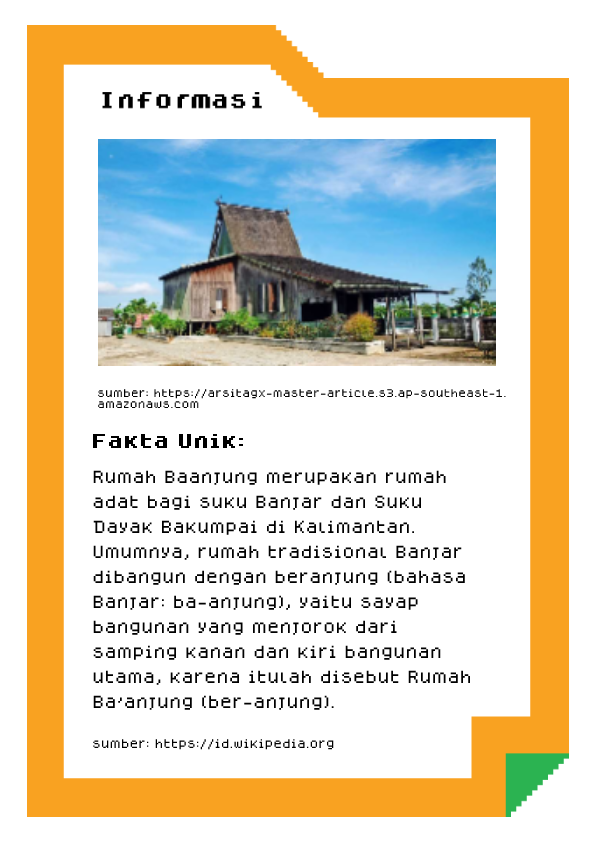 Informasi
sumber: https://arsitagx-master-article.s3.ap-southeast-1.
amazonaws.com
Fakta Unik:
Rumah Baanjung merupakan rumah
adat bagi suku Banjar dan Suku
Dayak Bakumpai di Kalimantan.
Umumnya, rumah tradisional Banjar
dibangun dengan beranjung (bahasa
Banjar: ba-anjung), yaitu sayap
bangunan yang menjorok dari
samping kanan dan kiri bangunan
utama, karena itulah disebut Rumah
Ba'anjung (ber-anjung).
sumber: https://id.wikipedia.org